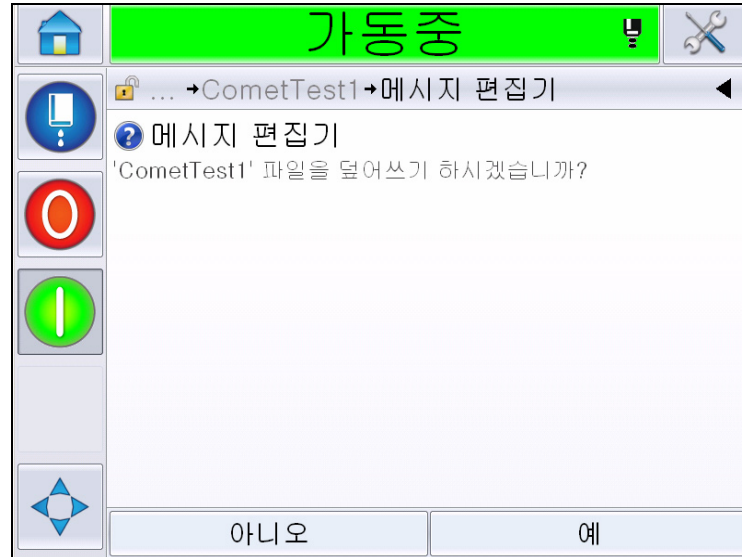 가동중
... →CometTest1→메시지 편집기
메시지 편집기
'CometTest1' 파일을 덮어쓰기 하시겠습니까?
아니오
예